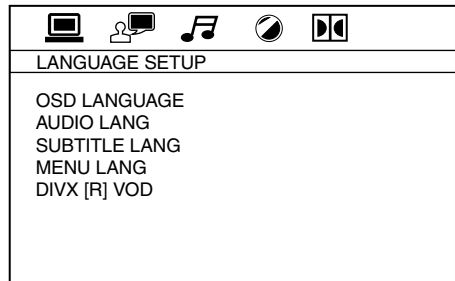 LANGUAGE SETUP
OSD LANGUAGE
AUDIO LANG
SUBTITLE LANG
MENU LANG
DIVX [R] VOD